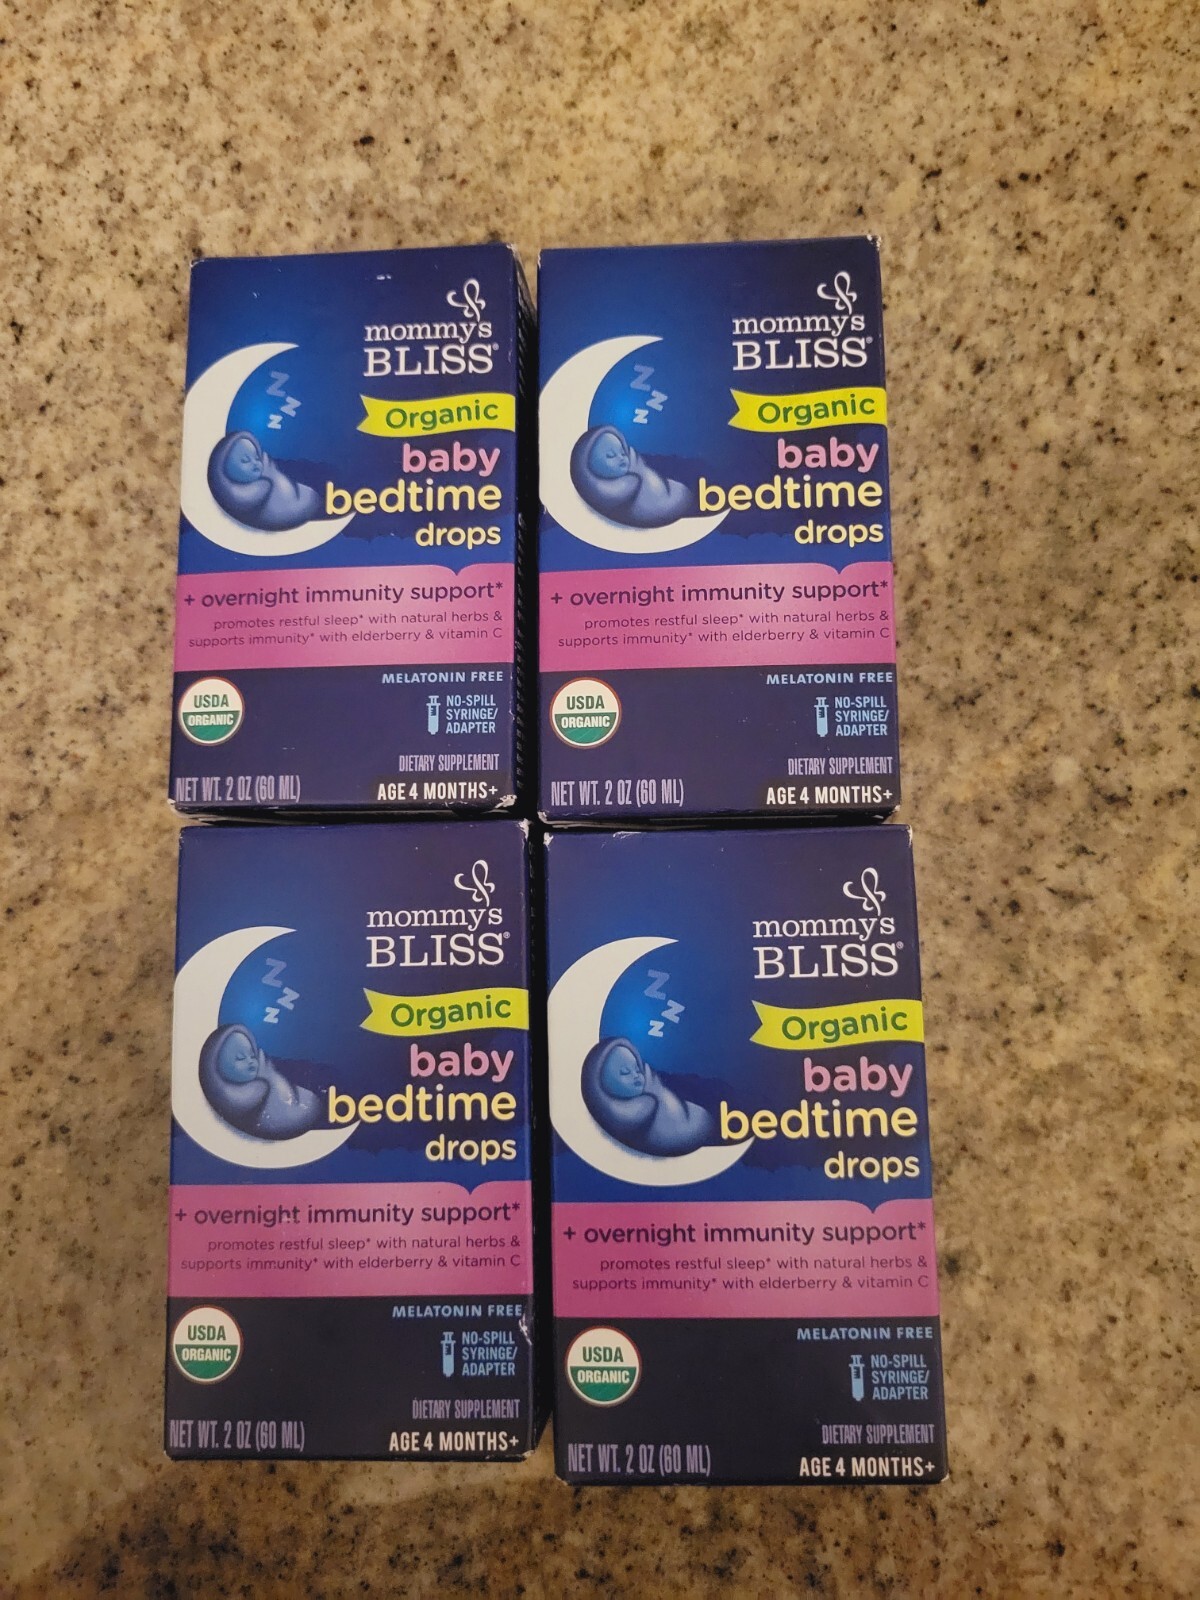 Z
Z
Z
mommy's
BLISS®
Organic
baby
bedtime
drops
+ overnight immunity support*
promotes restful sleep* with natural herbs &
supports immunity* with elderberry & vitamin C
MELATONIN FREE
USDA
ORGANIC
NO-SPILL
SYRINGE/
ADAPTER
DIETARY SUPPLEMENT
NET WT. 2 OZ (60 ML)
AGE 4 MONTHS+
Z
Z
Z
mommy's
BLISS®
Organic
baby
bedtime
drops
+ overnight immunity support*
promotes restful sleep* with natural herbs &
supports immunity* with elderberry & vitamin C
MELATONIN FREE
USDA
ORGANIC
NO-SPILL
SYRINGE/
ADAPTER
DIETARY SUPPLEMENT
NET WT. 2 OZ (60 ML)
AGE 4 MONTHS+
Z
Z
Z
mommy's
BLISS®
Organic
baby
bedtime
drops
+ overnight immunity support*
promotes restful sleep* with natural herbs &
supports immunity* with elderberry & vitamin C
MELATONIN FREE
USDA
ORGANIC
NO-SPILL
SYRINGE/
ADAPTER
DIETARY SUPPLEMENT
NET WT. 2 OZ (60 ML)
AGE 4 MONTHS+
Z
Z
Z
mommy's
BLISS®
Organic
baby
bedtime
drops
+ overnight immunity support*
promotes restful sleep* with natural herbs &
supports immunity* with elderberry & vitamin C
MELATONIN FREE
USDA
ORGANIC
NO-SPILL
SYRINGE/
ADAPTER
DIETARY SUPPLEMENT
NET WT. 2 OZ (60 ML)
AGE 4 MONTHS+